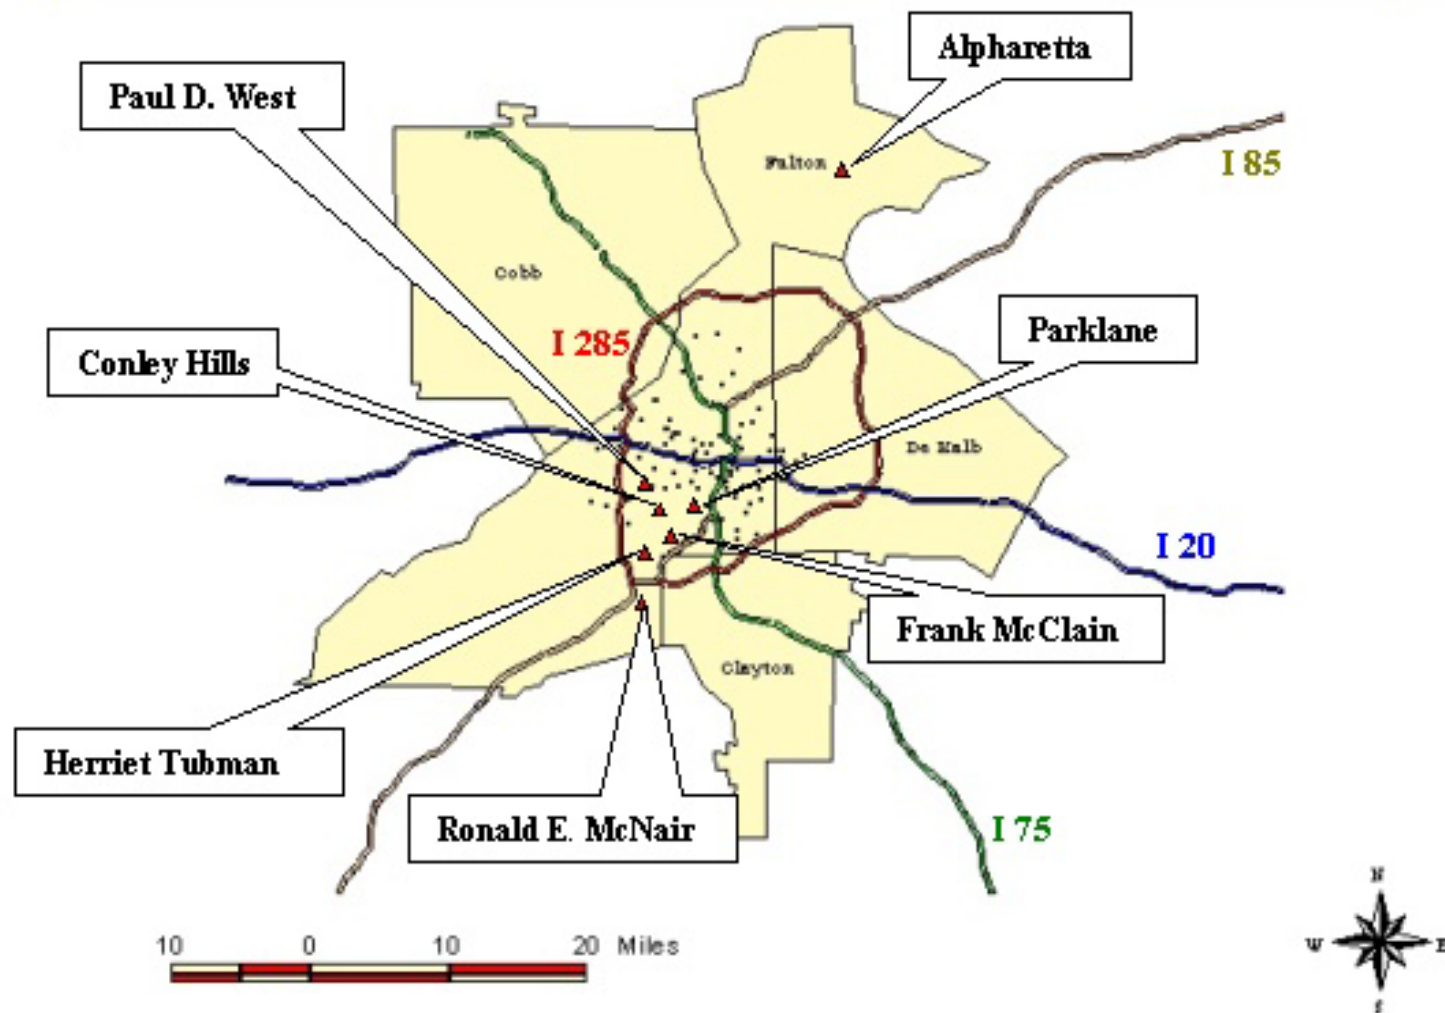 Alpharetta
Paul D. West
Fulton
I 85
Cobb
Parklane
I 285
Conley Hills
De Kalb
I 20
Frank McClain
Clayton
Herriet Tubman
Ronald E. McNair
I 75
N
W E
S
10 0 10 20 Miles